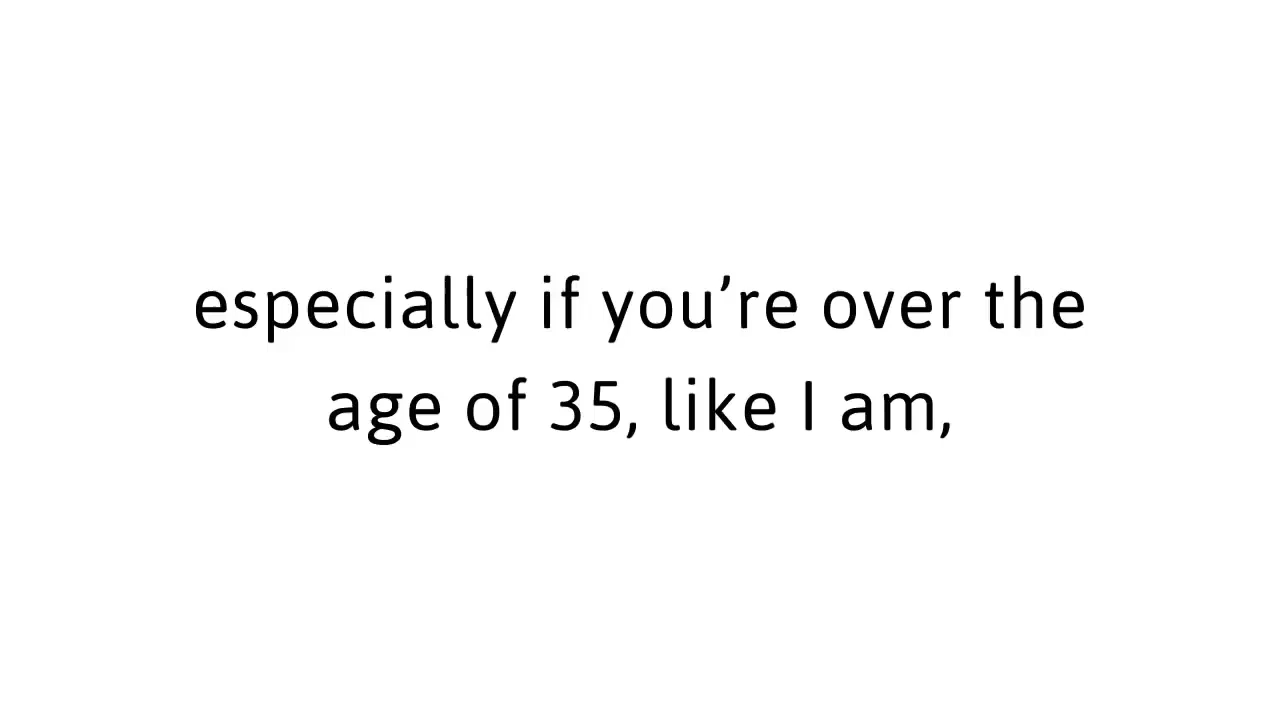 especially if you’re over the
age of 35, like I am,